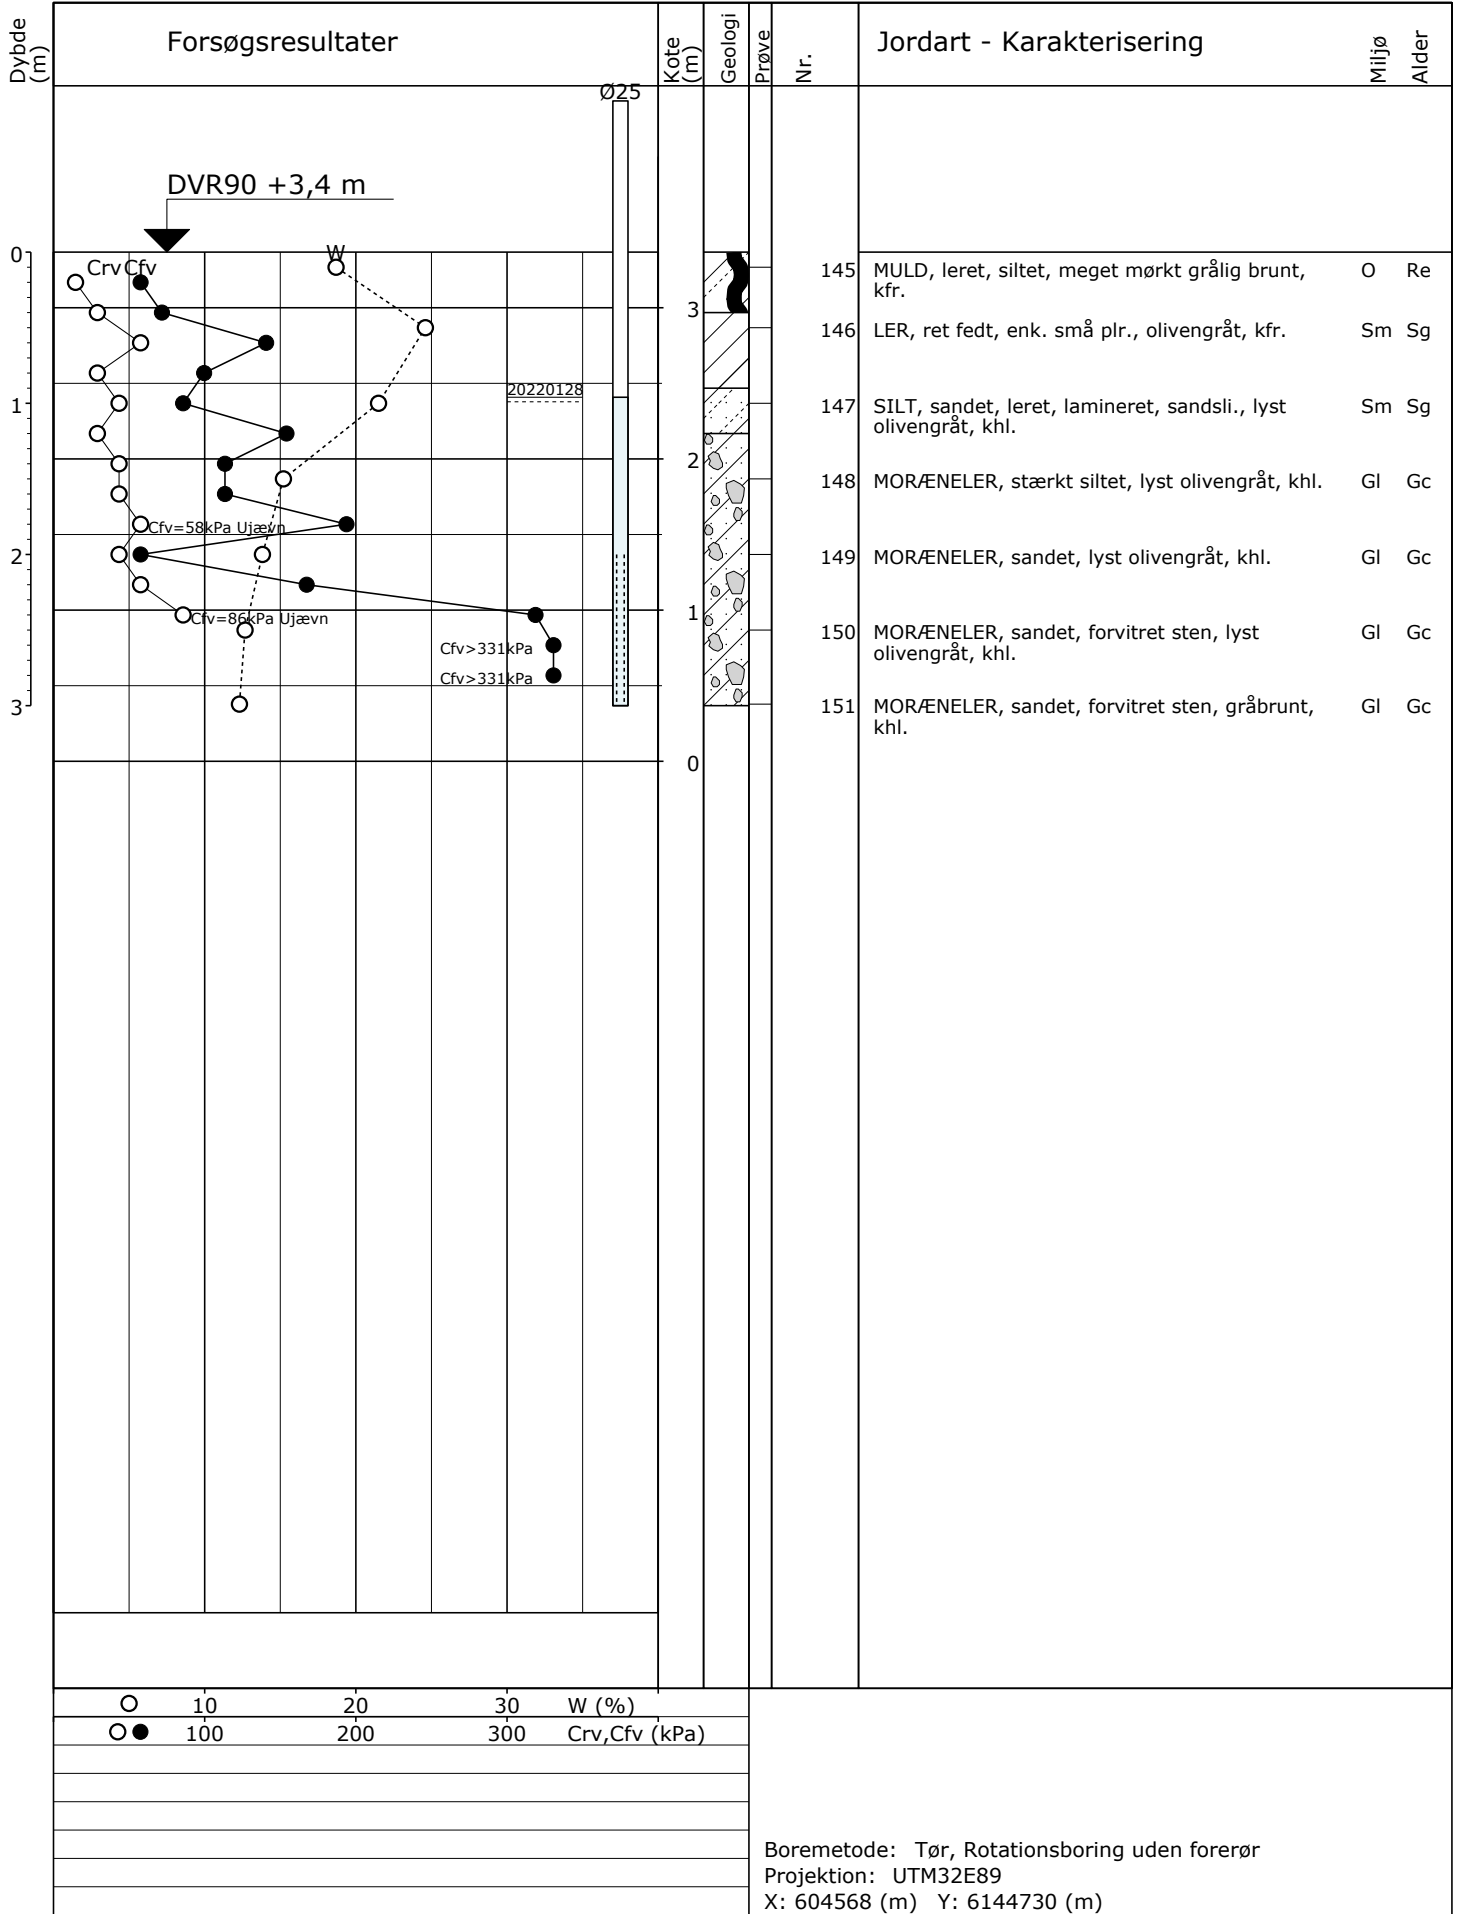 Dybde
(m)
Forsøgsresultater
Kote
(m)
Geologi
Prøve
Nr.
Jordart - Karakterisering
Miljø
Alder
Ø25
DVR90 +3,4 m
0
W
Crv Cfv
145 MULD, leret, siltet, meget mørkt grålig brunt, O Re
kfr.
3
146 LER, ret fedt, enk. små plr., olivengråt, kfr. Sm Sg
20220128
1
147 SILT, sandet, leret, lamineret, sandsli., lyst Sm Sg
olivengråt, khl.
2
148 MORÆNELER, stærkt siltet, lyst olivengråt, khl. Gl Gc
Cfv=58kPa Ujævn
2
149 MORÆNELER, sandet, lyst olivengråt, khl. Gl Gc
1
Cfv=86kPa Ujævn
150 MORÆNELER, sandet, forvitret sten, lyst Gl Gc
olivengråt, khl.
Cfv>331kPa
Cfv>331kPa
3
151 MORÆNELER, sandet, forvitret sten, gråbrunt, Gl Gc
khl.
0
10 20 30 W (%)
100 200 300 Crv,Cfv (kPa)
Boremetode: Tør, Rotationsboring uden forerør
Projektion: UTM32E89
X: 604568 (m) Y: 6144730 (m)